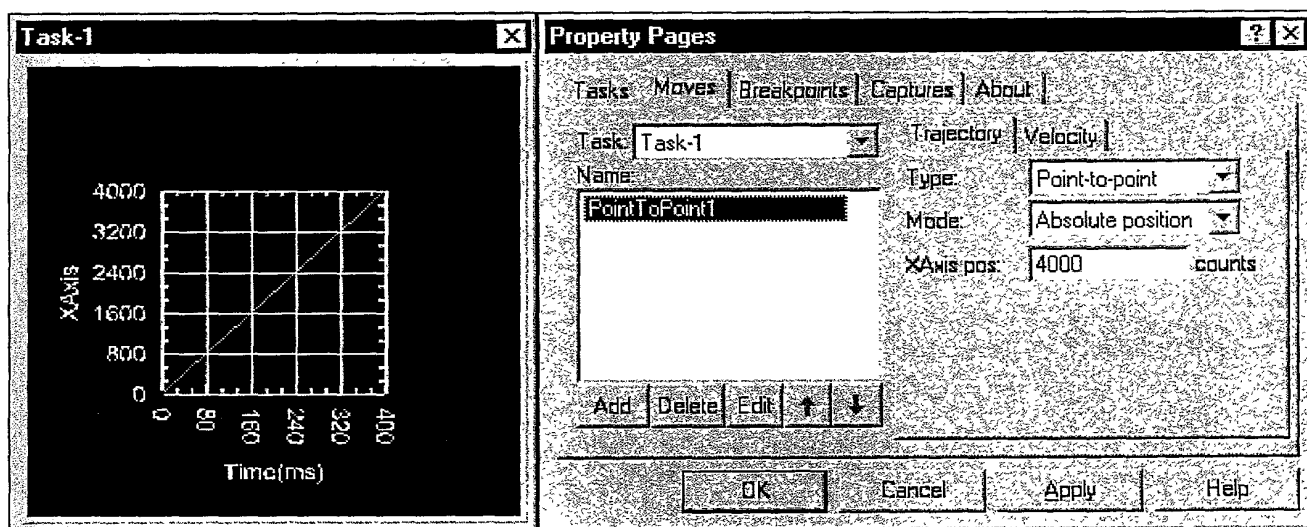 Task-1
XAxis
4000
3200
2400
1600
800
0
0 80 160 240 320 400
Time(ms)
Property Pages
Tasks Moves Breakpoints Captures About
Task: Task-1
Name:
PointToPoint1
Add Delete Edit
Trajectory Velocity
Type: Point-to-point
Mode: Absolute position
XAxis pos: 4000 counts
OK Cancel Apply Help